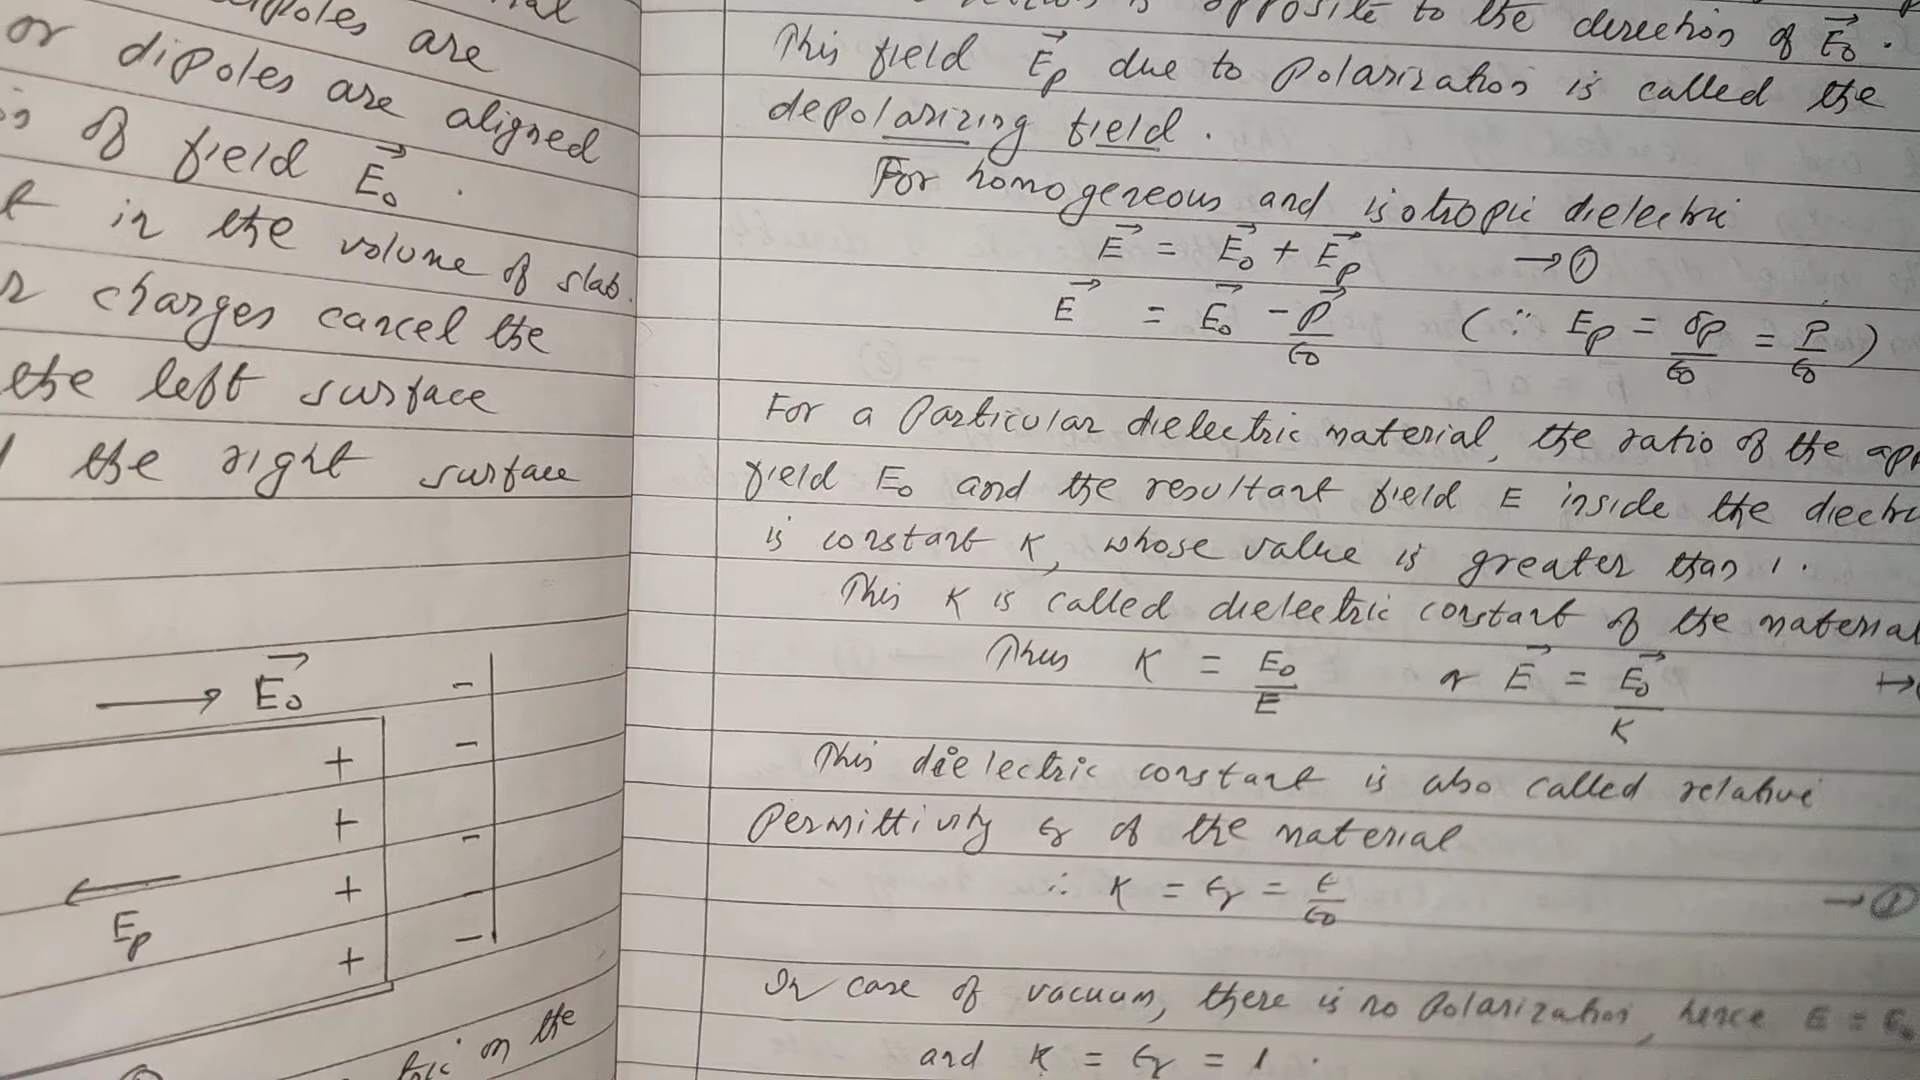 are
or dipoles are aligned
of field E⃗₀ .
in the volume of slab.
charges cancel the
the left surface
the right surface
→ E⃗₀
−
+ −
+ −
← Eₚ
+ −
+ −
on the
is opposite to the direction of E⃗₀ .
This field E⃗ₚ due to Polarization is called the
depolarizing field .
For homogeneous and isotropic dielectric
E⃗ = E⃗₀ + E⃗ₚ → ①
E⃗ = E⃗₀ − P⃗/ε₀ (∵ Eₚ = σₚ/ε₀ = P/ε₀)
For a Particular dielectric material, the ratio of the
field E₀ and the resultant field E inside the
is constant K, whose value is greater than 1 .
This K is called dielectric constant of the material
Thus K = E₀/E or E⃗ = E⃗₀/K →
This dielectric constant is also called relative
Permittivity εᵣ of the material
∴ K = εᵣ = ε/ε₀ →
In case of vacuum, there is no Polarization, hence E = E₀
and K = εᵣ = 1 .